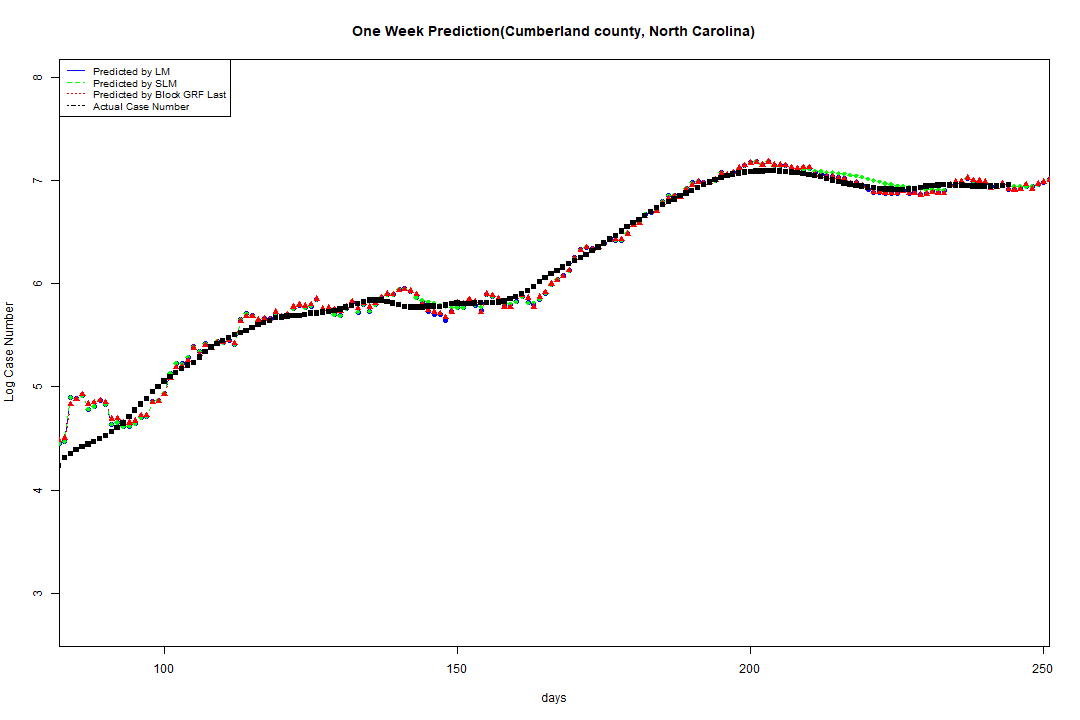 One Week Prediction(Cumberland county, North Carolina)
Predicted by LM
Predicted by SLM
Predicted by Block GRF Last
Actual Case Number
8
7
6
5
4
3
Log Case Number
100
150
200
250
days